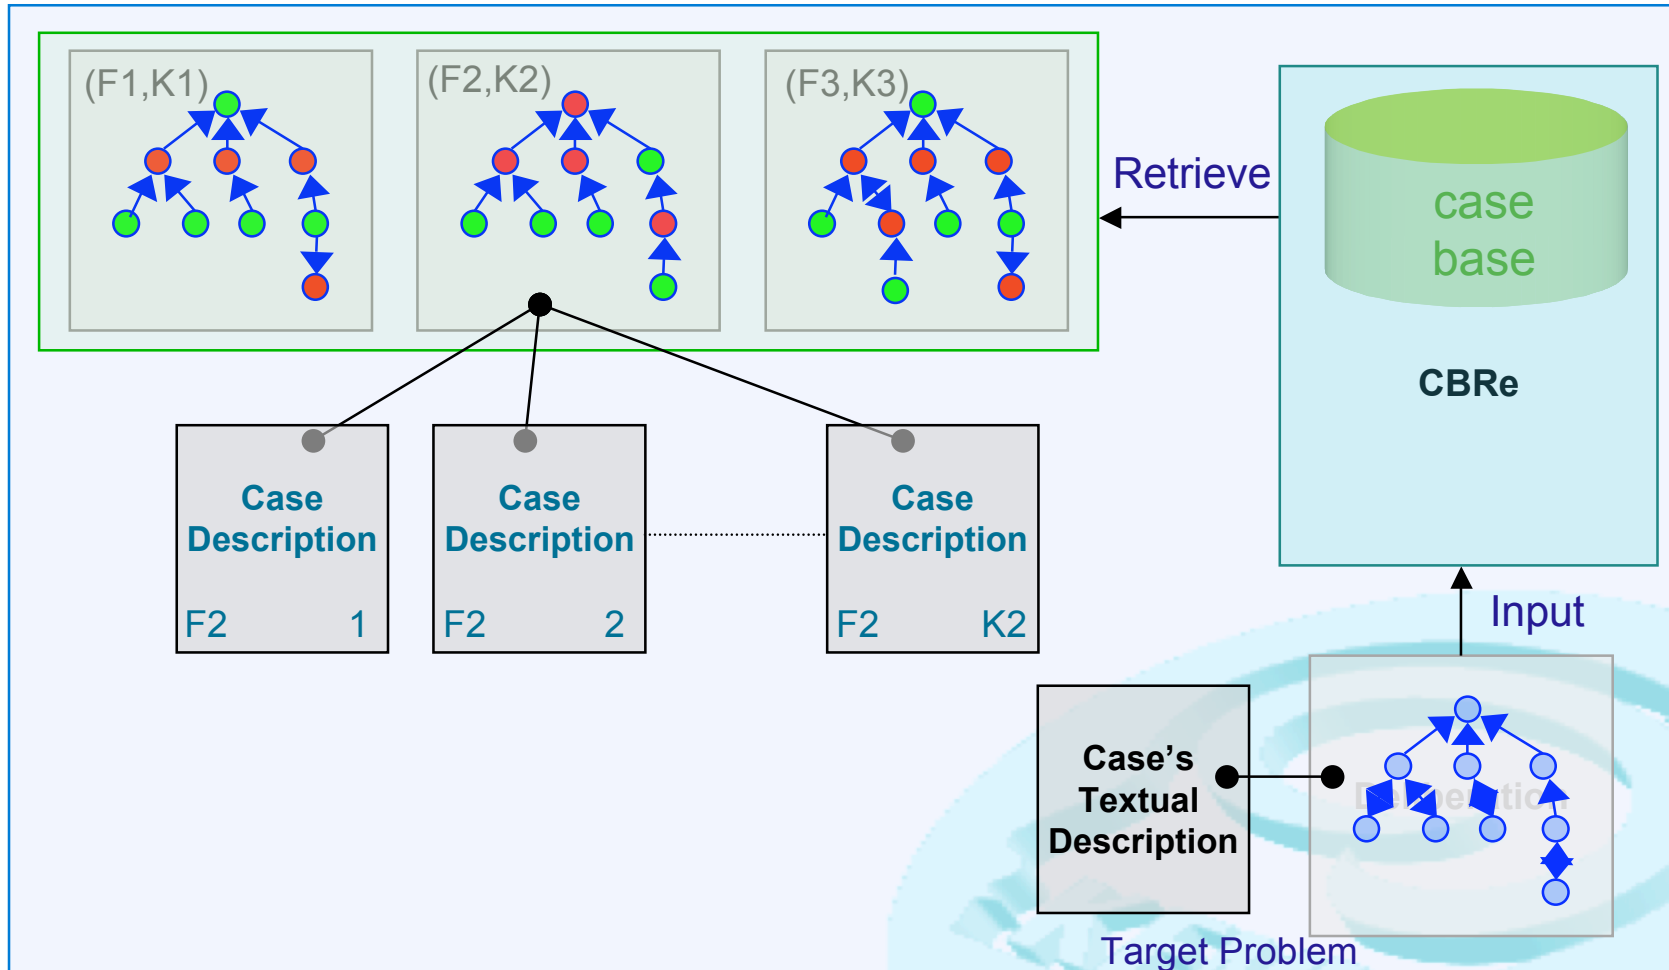 (F1,K1)
(F2,K2)
(F3,K3)
Retrieve
case
base
CBRe
Case
Description
F2 1
Case
Description
F2 2
Case
Description
F2 K2
Input
Case’s
Textual
Description
Deliberation
Target Problem